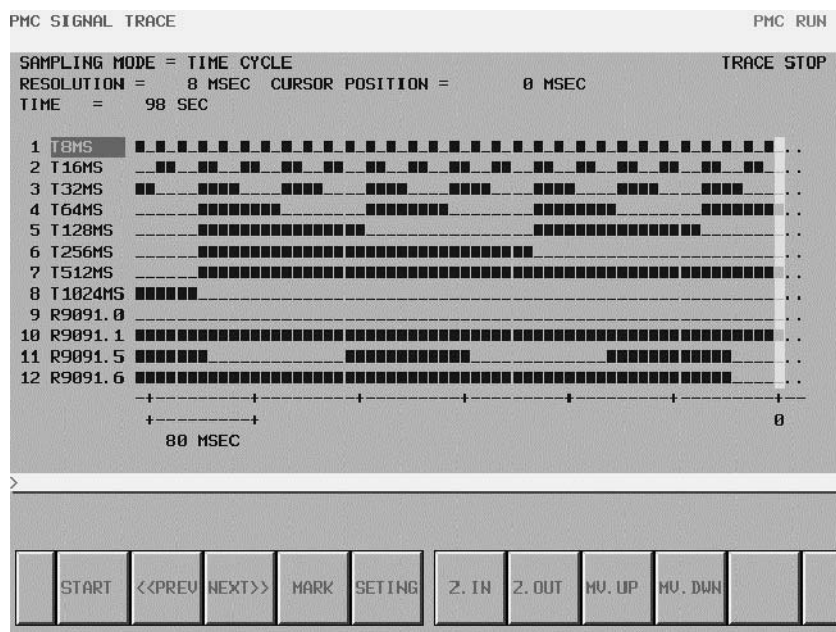 PMC SIGNAL TRACE PMC RUN
SAMPLING MODE = TIME CYCLE TRACE STOP
RESOLUTION = 8 MSEC CURSOR POSITION = 0 MSEC
TIME = 98 SEC
1 T8MS
2 T16MS
3 T32MS
4 T64MS
5 T128MS
6 T256MS
7 T512MS
8 T1024MS
9 R9091.0
10 R9091.1
11 R9091.5
12 R9091.6
0
80 MSEC
>
START <<PREV NEXT>> MARK SETING Z.IN Z.OUT MV.UP MV.DWN